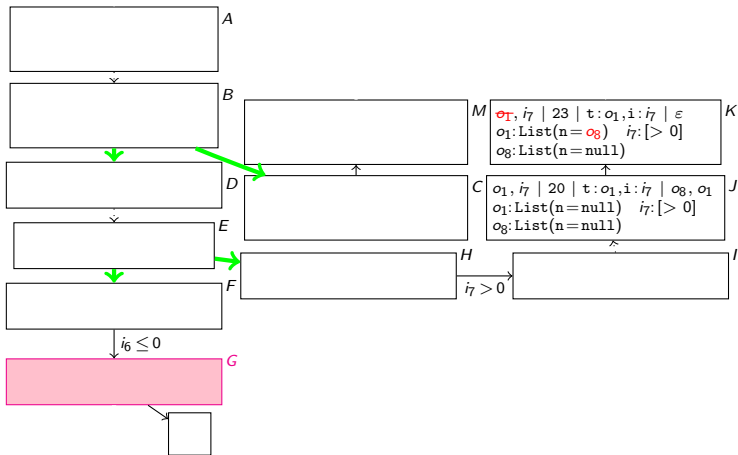 A
B
M
o₁, i₇ | 23 | t:o₁,i:i₇ | ε
o₁:List(n=o₈) i₇:[> 0]
o₈:List(n=null)
K
D
C
o₁, i₇ | 20 | t:o₁,i:i₇ | o₈, o₁
o₁:List(n=null) i₇:[> 0]
o₈:List(n=null)
J
E
H
I
i₇ > 0
F
i₆ ≤ 0
G